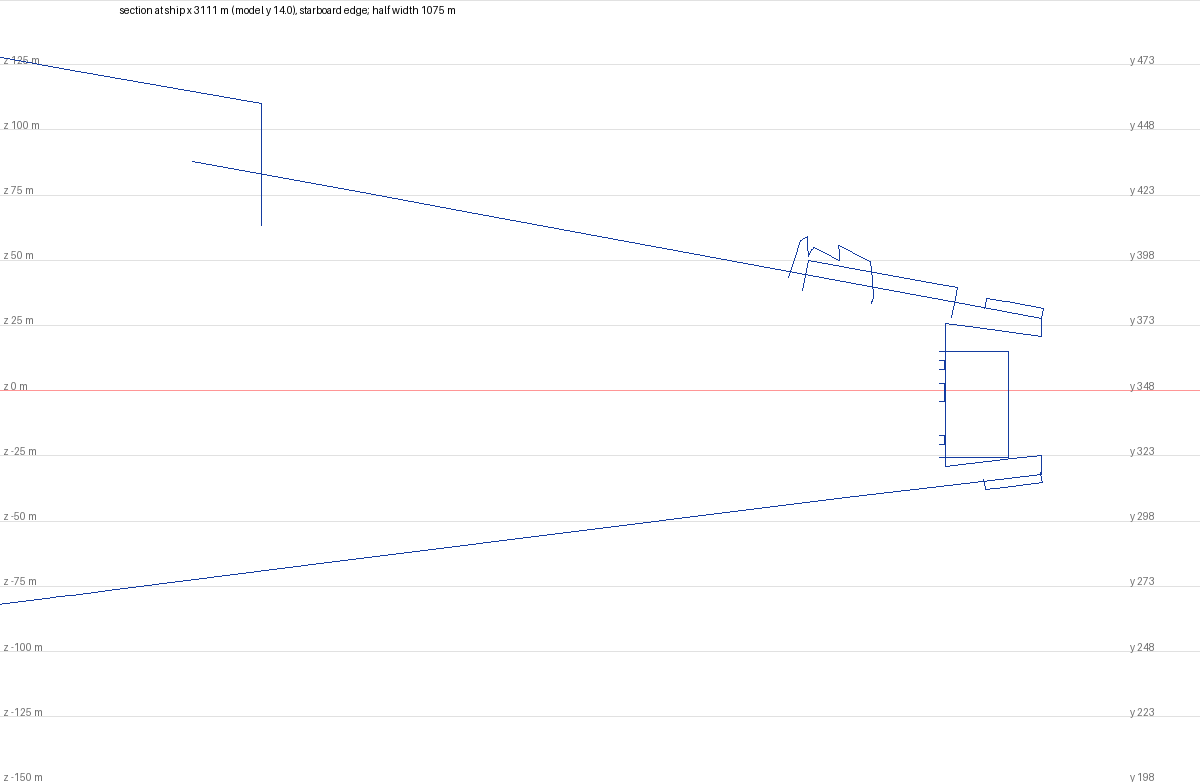 section at ship x 3111 m (model y 14.0), starboard edge; half width 1075 m
z 125 m y 473
z 100 m y 448
z 75 m y 423
z 50 m y 398
z 25 m y 373
z 0 m y 348
z -25 m y 323
z -50 m y 298
z -75 m y 273
z -100 m y 248
z -125 m y 223
z -150 m y 198